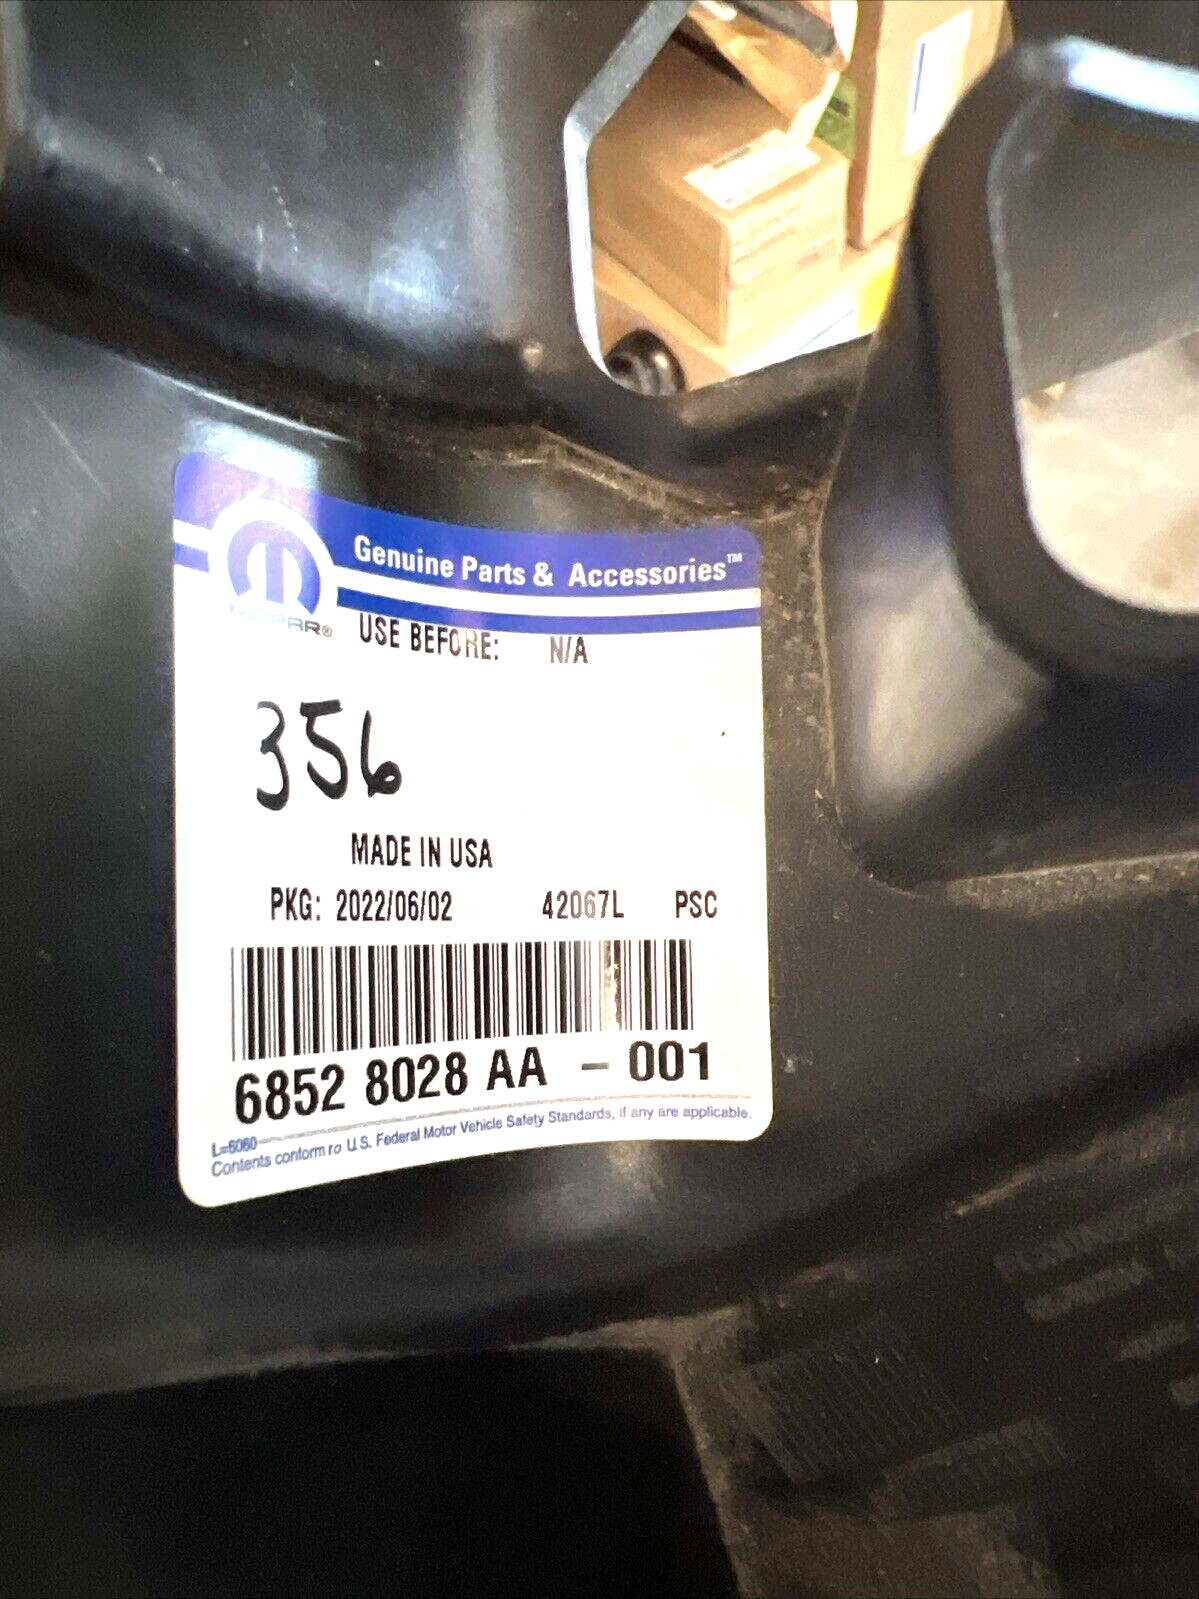 Genuine Parts & Accessories™
MOPAR®
USE BEFORE: N/A
356
MADE IN USA
PKG: 2022/06/02 42067L PSC
6852 8028 AA - 001
L=6060
Contents conform to U.S. Federal Motor Vehicle Safety Standards, if any are applicable.